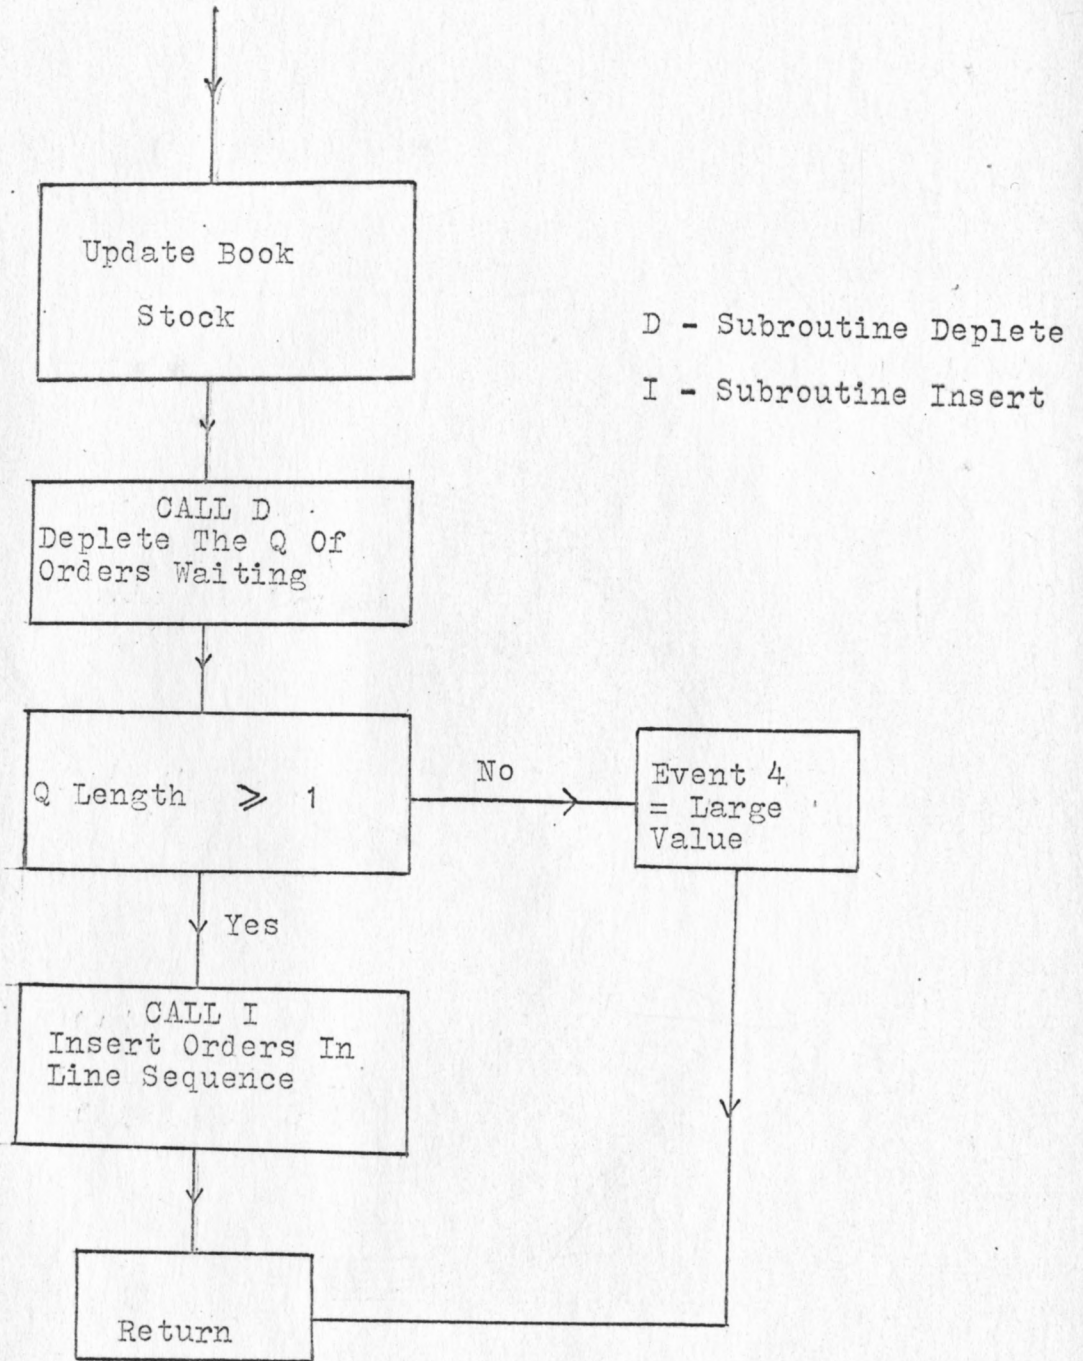 Update Book
Stock
D - Subroutine Deplete
I - Subroutine Insert
CALL D
Deplete The Q Of
Orders Waiting
Q Length ⩾ 1
No
Event 4
= Large
Value
Yes
CALL I
Insert Orders In
Line Sequence
Return